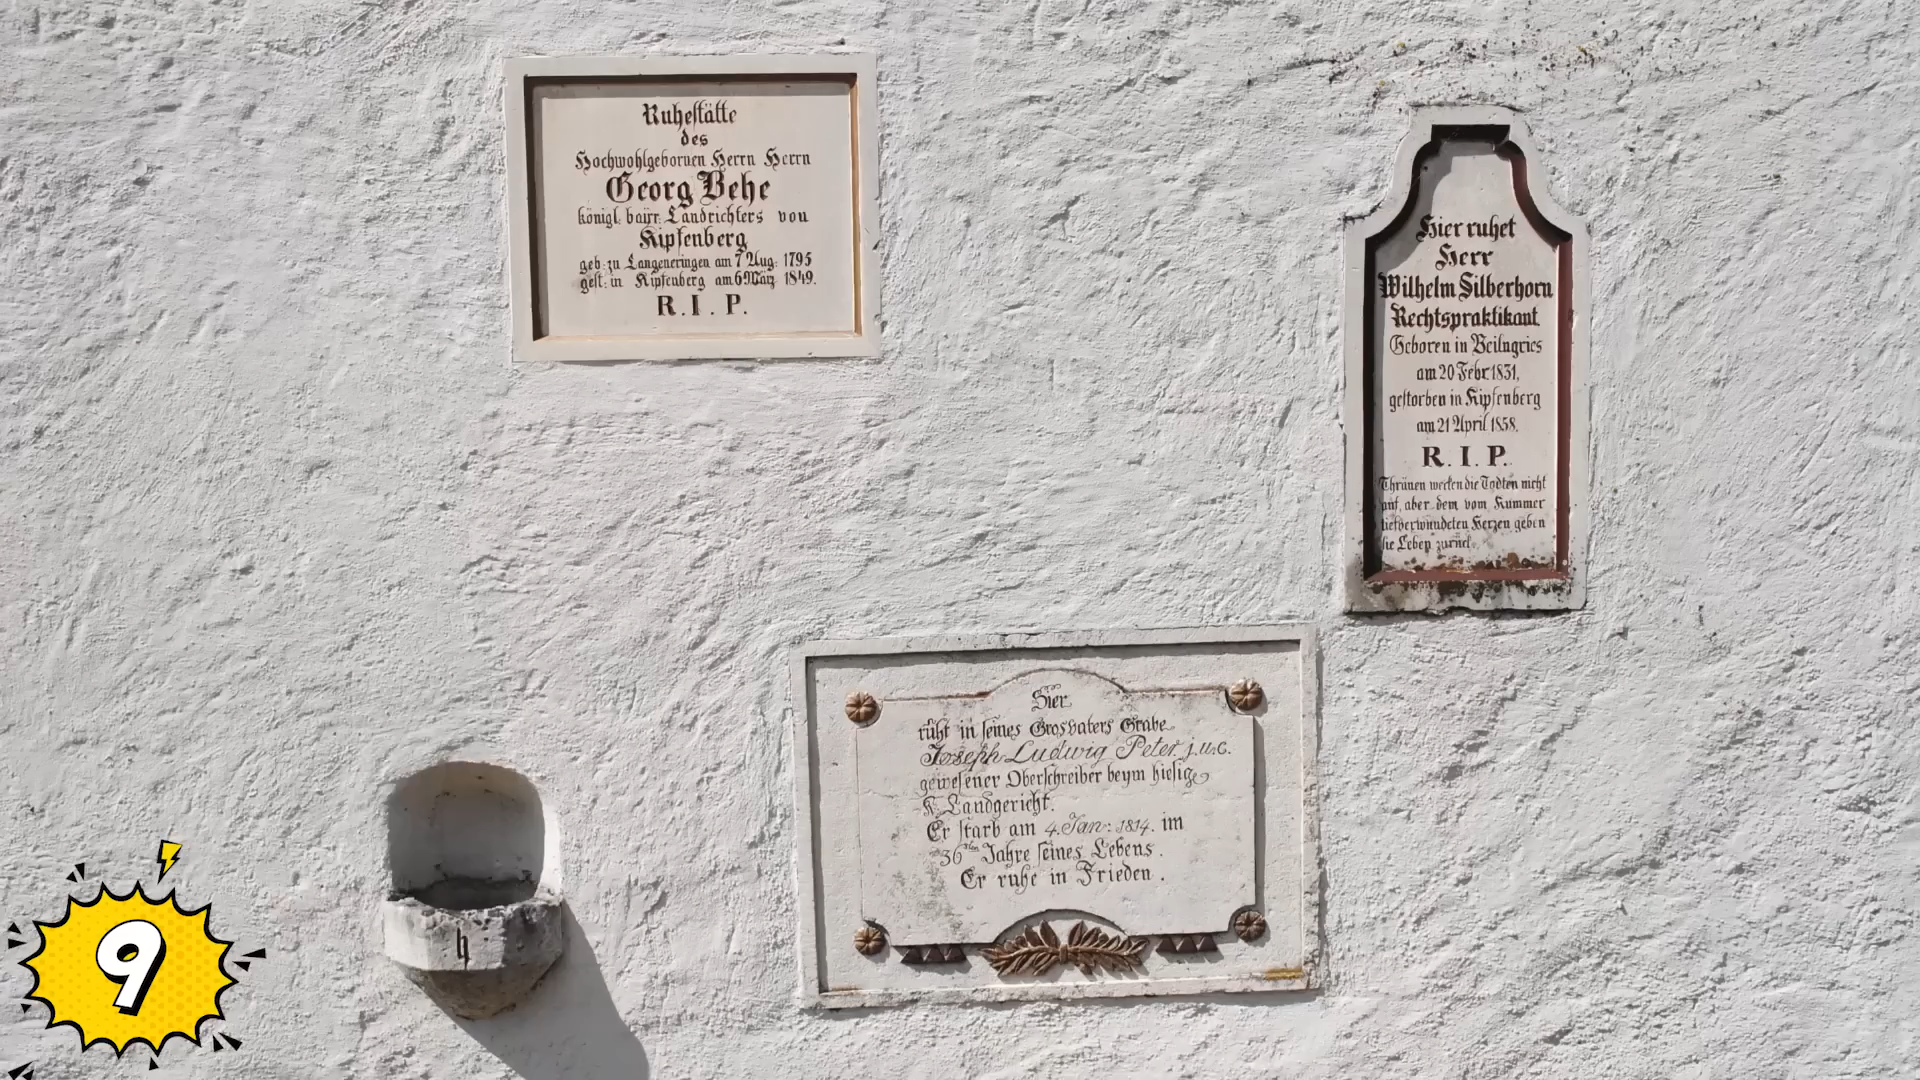 Ruhestätte
des
Hochwohlgebornen Herrn Herrn
Georg Behe
königl. bair: Landrichters von
Kipfenberg
geb: zu Langeneringen am 7 Aug: 1795
gest: in Kipfenberg am 6 März 1849.
R. I. P.
Hier ruhet
Herr
Wilhelm Silberhorn
Rechtspraktikant
Geboren in Beilngries
am 20 Febr 1831,
gestorben in Kipfenberg
am 21 April 1858.
R. I. P.
Thränen wecken die Todten nicht
auf, aber dem vom Kummer
tiefverwundeten Herzen geben
sie Leben zurück
Hier
ruht in seines Grosvaters Grabe
Joseph Ludwig Peter j.u.c.
gewesener Oberschreiber beym hiesige
K. Landgericht.
Er starb am 4. Jan: 1814. im
36sten Jahre seines Lebens.
Er ruhe in Frieden.
9